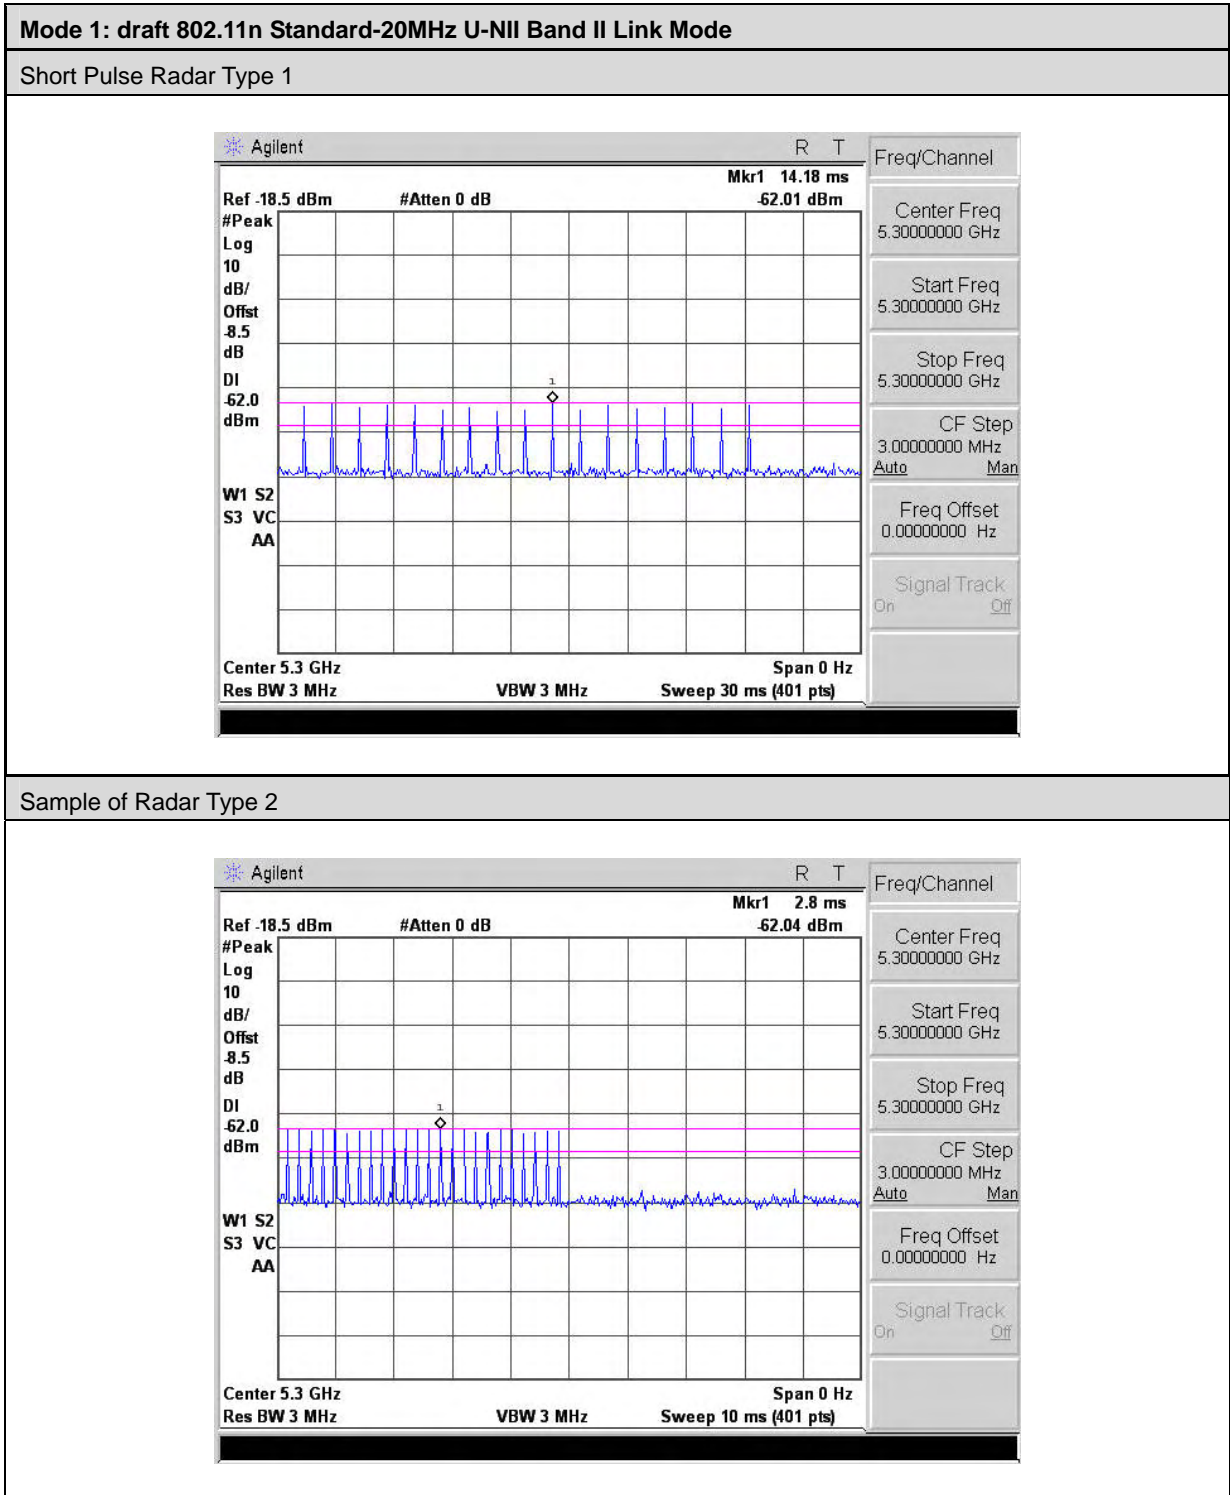 Mode 1: draft 802.11n Standard-20MHz U-NII Band II Link Mode
Short Pulse Radar Type 1
Agilent R T
Mkr1 14.18 ms
Ref -18.5 dBm #Atten 0 dB -62.01 dBm
#Peak
Log
10
dB/
Offst
-8.5
dB
DI
-62.0
dBm
1
W1 S2
S3 VC
AA
Center 5.3 GHz Span 0 Hz
Res BW 3 MHz VBW 3 MHz Sweep 30 ms (401 pts)
Freq/Channel
Center Freq
5.30000000 GHz
Start Freq
5.30000000 GHz
Stop Freq
5.30000000 GHz
CF Step
3.00000000 MHz
Auto Man
Freq Offset
0.00000000 Hz
Signal Track
On Off
Sample of Radar Type 2
Agilent R T
Mkr1 2.8 ms
Ref -18.5 dBm #Atten 0 dB -62.04 dBm
#Peak
Log
10
dB/
Offst
-8.5
dB
DI
-62.0
dBm
1
W1 S2
S3 VC
AA
Center 5.3 GHz Span 0 Hz
Res BW 3 MHz VBW 3 MHz Sweep 10 ms (401 pts)
Freq/Channel
Center Freq
5.30000000 GHz
Start Freq
5.30000000 GHz
Stop Freq
5.30000000 GHz
CF Step
3.00000000 MHz
Auto Man
Freq Offset
0.00000000 Hz
Signal Track
On Off